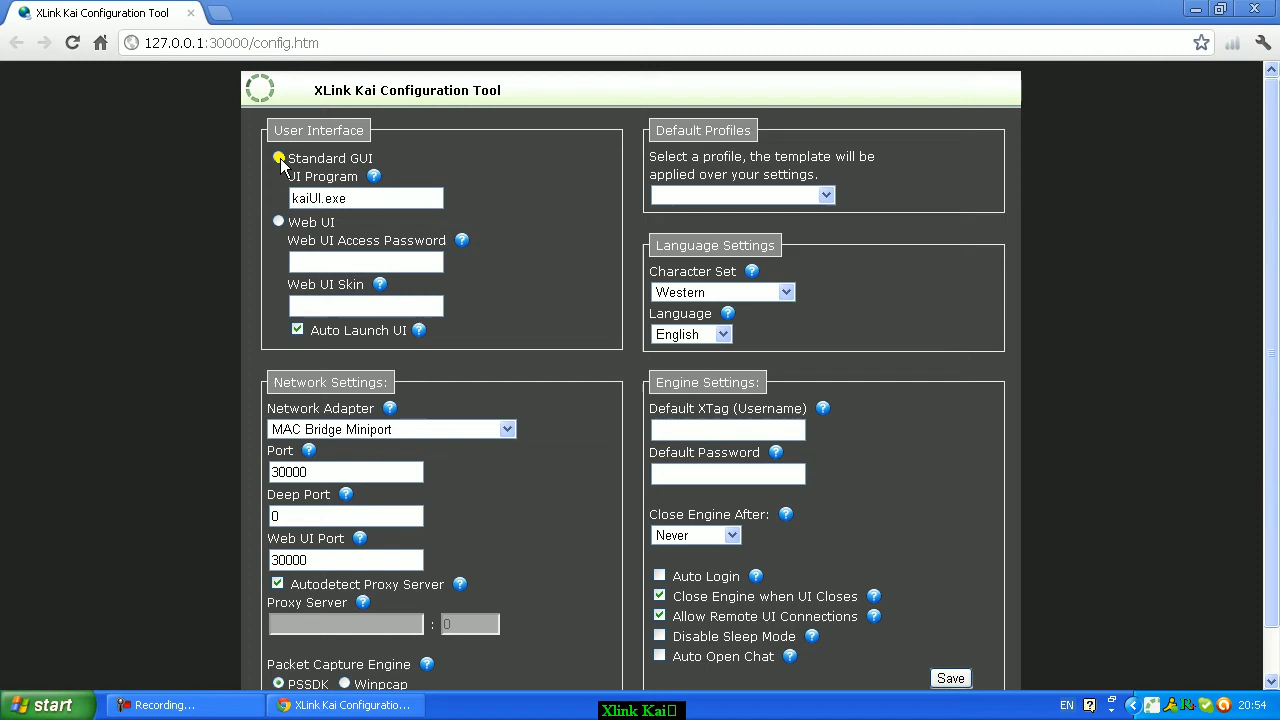 XLink Kai Configuration Tool
127.0.0.1:30000/config.htm
XLink Kai Configuration Tool
User Interface
Standard GUI
UI Program
kaiUI.exe
Web UI
Web UI Access Password
Web UI Skin
Auto Launch UI
Default Profiles
Select a profile, the template will be
applied over your settings.
Language Settings
Character Set
Western
Language
English
Network Settings:
Network Adapter
MAC Bridge Miniport
Port
30000
Deep Port
0
Web UI Port
30000
Autodetect Proxy Server
Proxy Server
: 0
Packet Capture Engine
PSSDK Winpcap
Engine Settings:
Default XTag (Username)
Default Password
Close Engine After:
Never
Auto Login
Close Engine when UI Closes
Allow Remote UI Connections
Disable Sleep Mode
Auto Open Chat
Save
start
Recording...
XLink Kai Configuratio...
Xlink Kai
EN
20:54